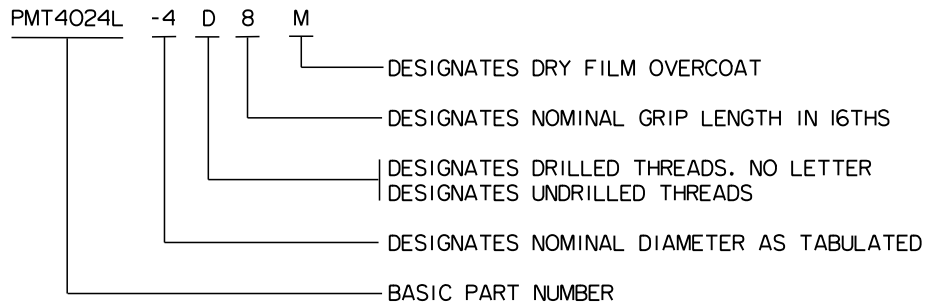 PMT4024L -4 D 8 M
DESIGNATES DRY FILM OVERCOAT
DESIGNATES NOMINAL GRIP LENGTH IN 16THS
DESIGNATES DRILLED THREADS. NO LETTER
DESIGNATES UNDRILLED THREADS
DESIGNATES NOMINAL DIAMETER AS TABULATED
BASIC PART NUMBER